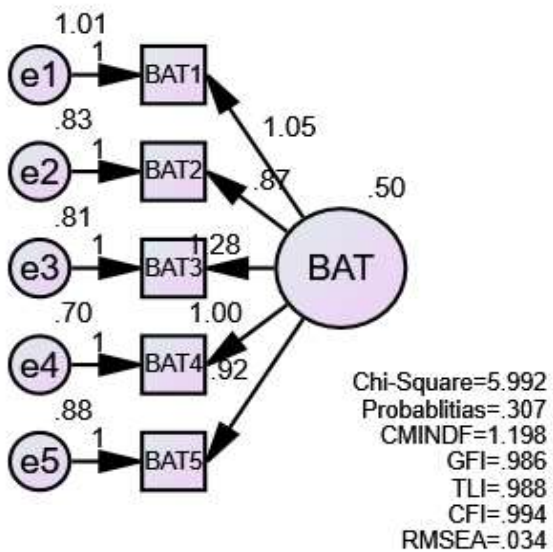 1.01
1
e1
BAT1
1.05
.83
1
e2
BAT2
.87
.50
.81
1
e3
BAT3
1.28
BAT
.70
1
e4
BAT4
1.00
.92
.88
1
e5
BAT5
Chi-Square=5.992
Probablitias=.307
CMINDF=1.198
GFI=.986
TLI=.988
CFI=.994
RMSEA=.034